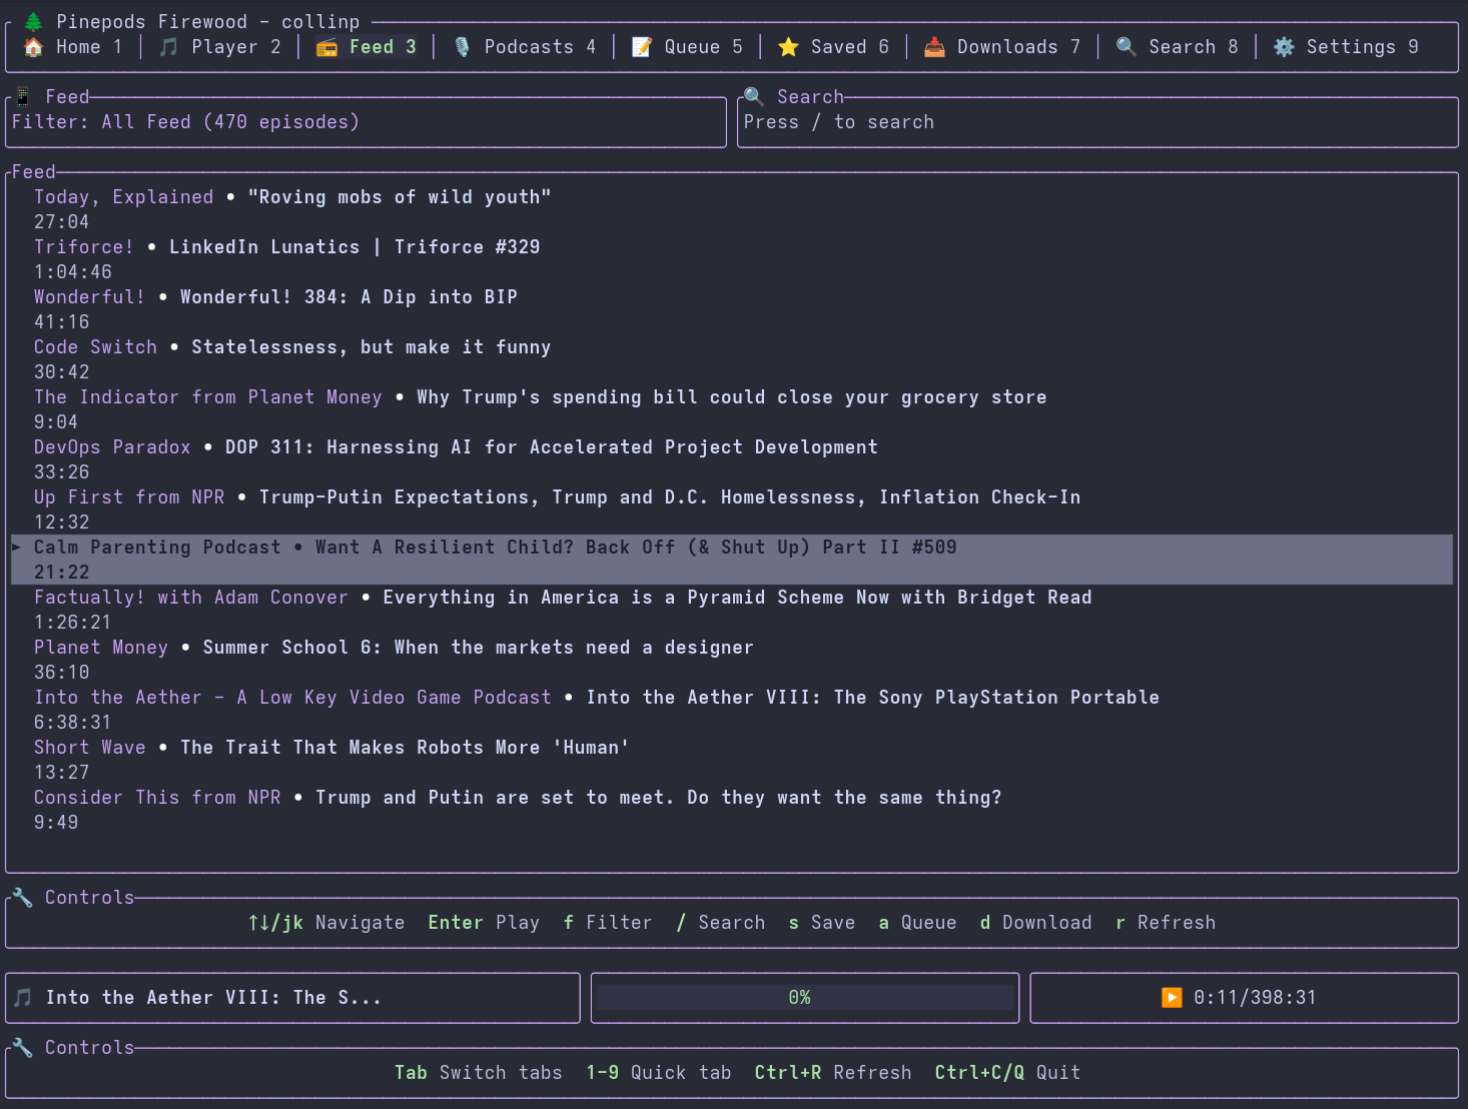 🌲 Pinepods Firewood - collinp
🏠 Home 1 │ 🎵 Player 2 │ 📻 Feed 3 │ 🎙️ Podcasts 4 │ 📝 Queue 5 │ ⭐ Saved 6 │ 📥 Downloads 7 │ 🔍 Search 8 │ ⚙️ Settings 9
📱 Feed
Filter: All Feed (470 episodes)
🔍 Search
Press / to search
Feed
Today, Explained • "Roving mobs of wild youth"
27:04
Triforce! • LinkedIn Lunatics | Triforce #329
1:04:46
Wonderful! • Wonderful! 384: A Dip into BIP
41:16
Code Switch • Statelessness, but make it funny
30:42
The Indicator from Planet Money • Why Trump's spending bill could close your grocery store
9:04
DevOps Paradox • DOP 311: Harnessing AI for Accelerated Project Development
33:26
Up First from NPR • Trump-Putin Expectations, Trump and D.C. Homelessness, Inflation Check-In
12:32
► Calm Parenting Podcast • Want A Resilient Child? Back Off (& Shut Up) Part II #509
21:22
Factually! with Adam Conover • Everything in America is a Pyramid Scheme Now with Bridget Read
1:26:21
Planet Money • Summer School 6: When the markets need a designer
36:10
Into the Aether - A Low Key Video Game Podcast • Into the Aether VIII: The Sony PlayStation Portable
6:38:31
Short Wave • The Trait That Makes Robots More 'Human'
13:27
Consider This from NPR • Trump and Putin are set to meet. Do they want the same thing?
9:49
🔧 Controls
↑↓/jk Navigate  Enter Play  f Filter  / Search  s Save  a Queue  d Download  r Refresh
🎵 Into the Aether VIII: The S...
0%
▶️ 0:11/398:31
🔧 Controls
Tab Switch tabs  1-9 Quick tab  Ctrl+R Refresh  Ctrl+C/Q Quit